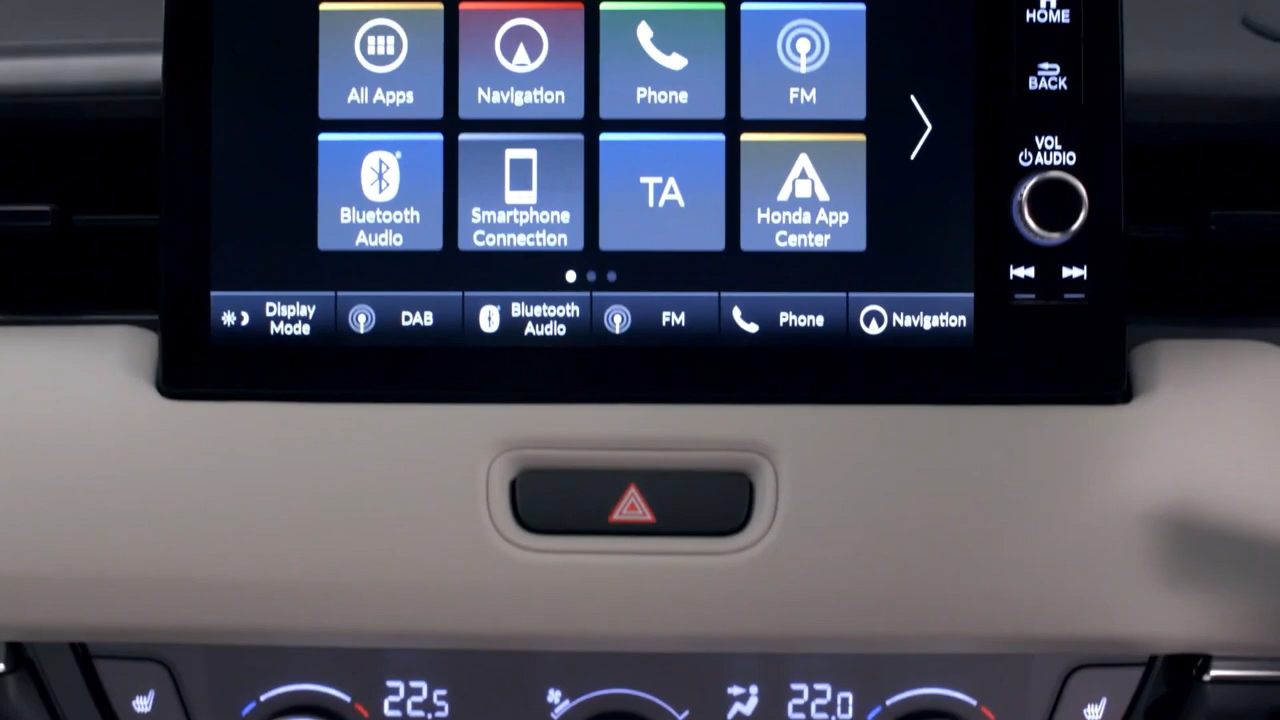 All Apps
Navigation
Phone
FM
HOME
BACK
VOL
AUDIO
Bluetooth
Audio
Smartphone
Connection
TA
Honda App
Center
Display
Mode
DAB
Bluetooth
Audio
FM
Phone
Navigation
22.5
22.0